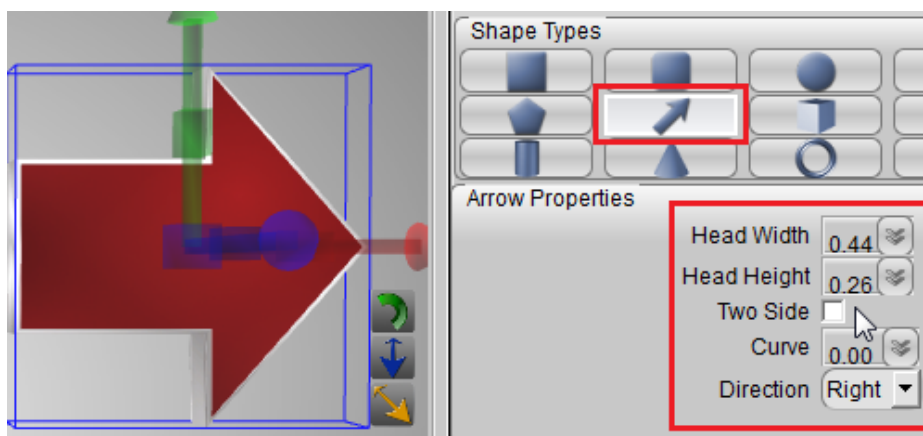 Shape Types
Arrow Properties
Head Width 0.44
Head Height 0.26
Two Side
Curve 0.00
Direction Right